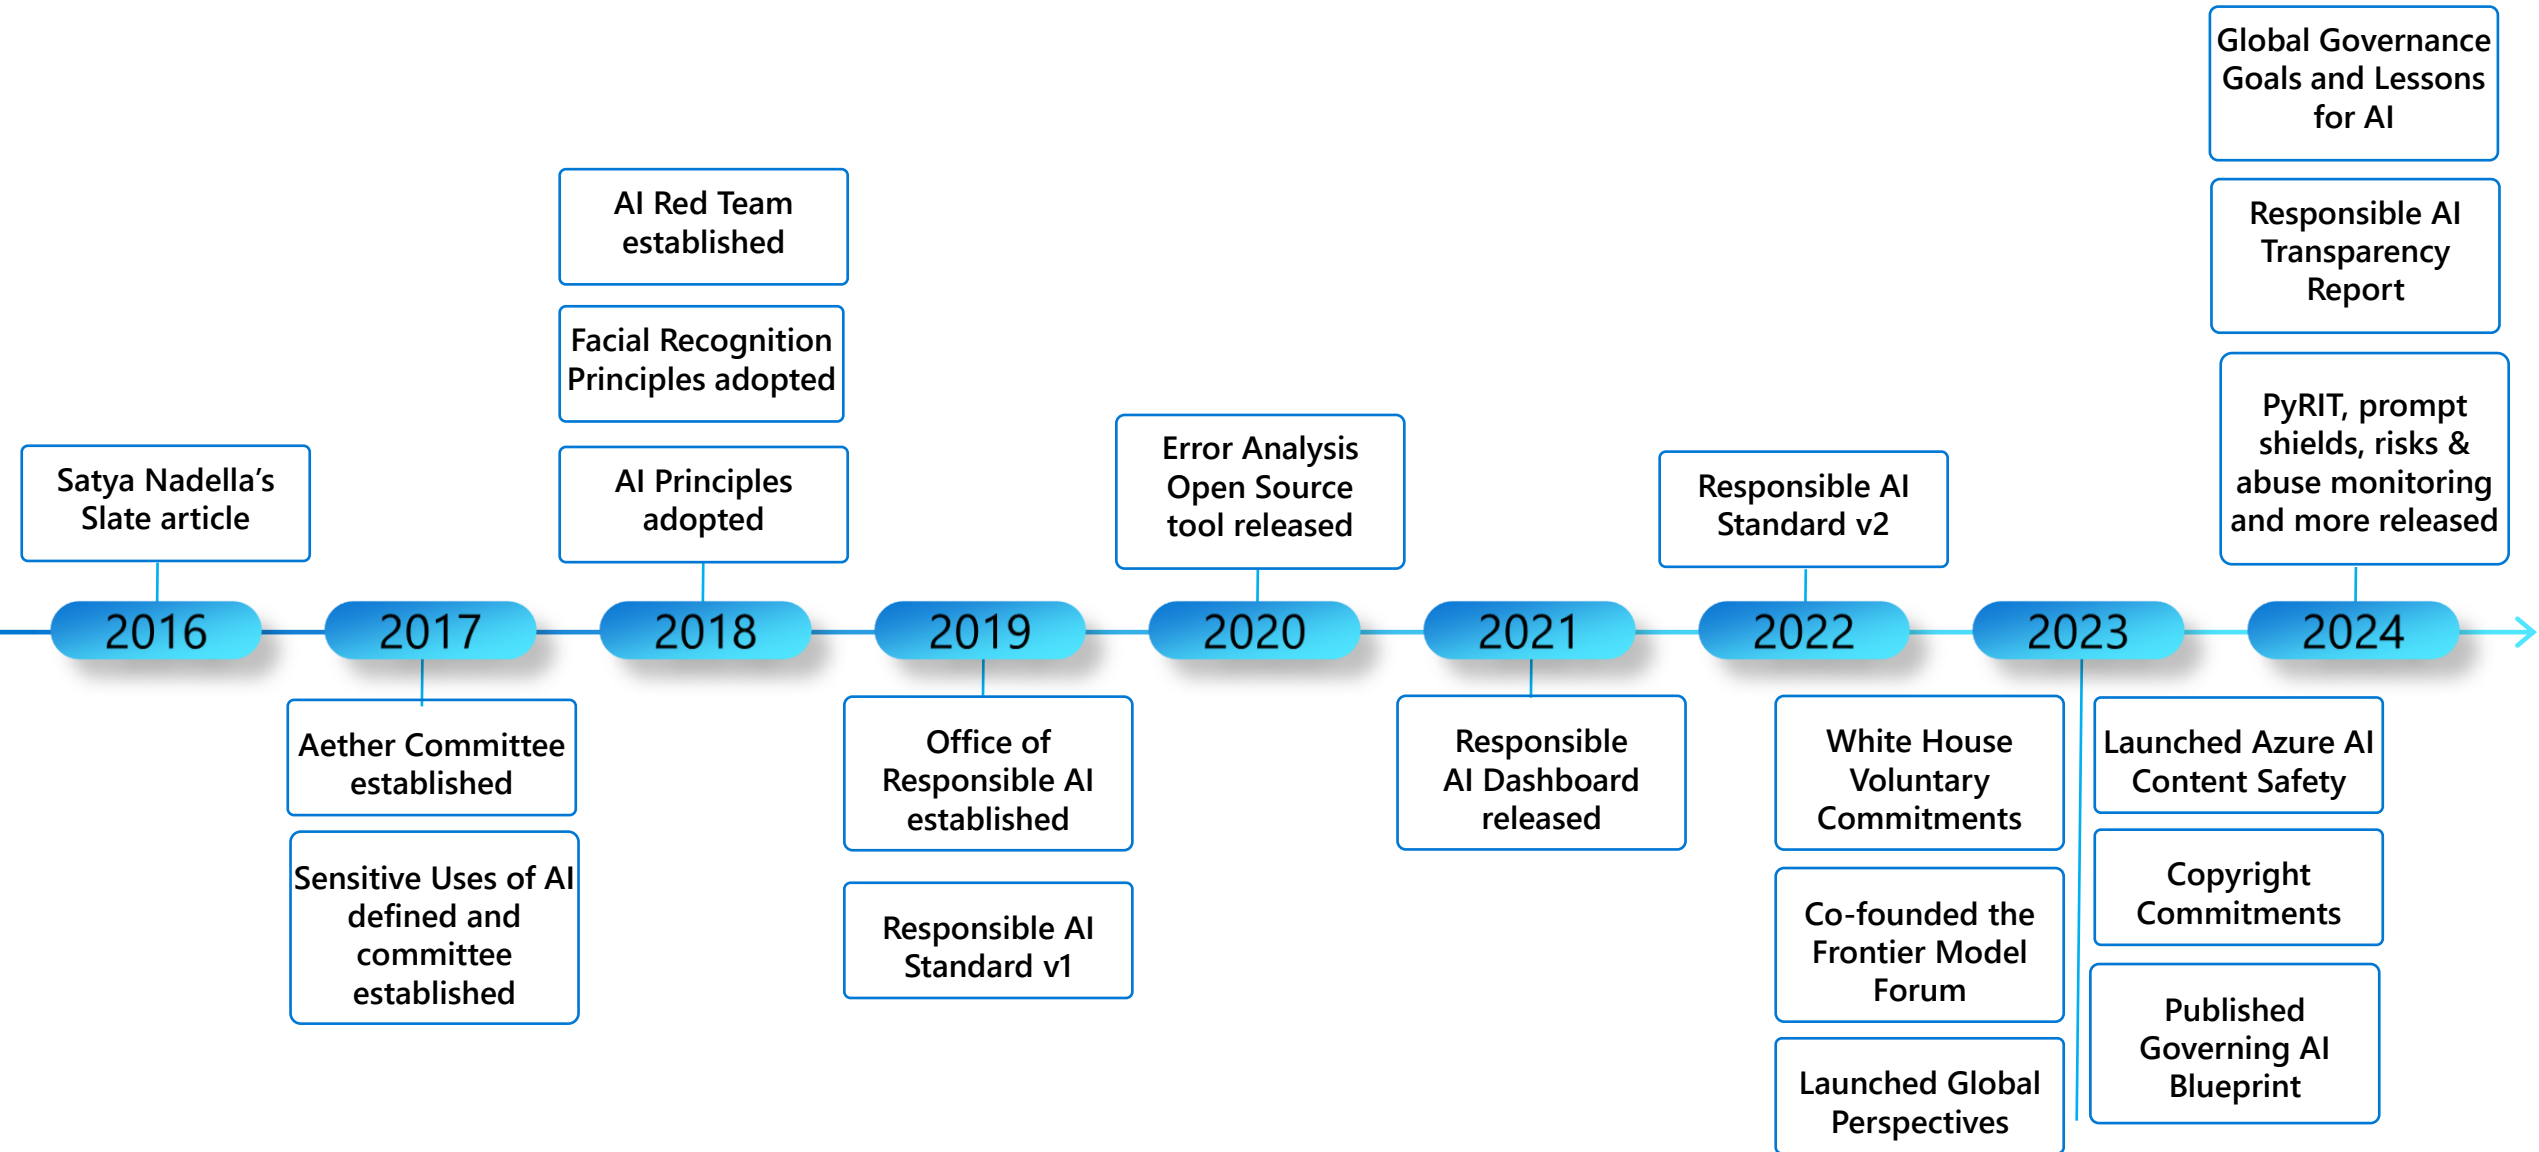 Global Governance
Goals and Lessons
for AI
Responsible AI
Transparency
Report
PyRIT, prompt
shields, risks &
abuse monitoring
and more released
AI Red Team
established
Facial Recognition
Principles adopted
AI Principles
adopted
Satya Nadella’s
Slate article
Error Analysis
Open Source
tool released
Responsible AI
Standard v2
2016
2017
2018
2019
2020
2021
2022
2023
2024
Aether Committee
established
Sensitive Uses of AI
defined and
committee
established
Office of
Responsible AI
established
Responsible AI
Standard v1
Responsible
AI Dashboard
released
White House
Voluntary
Commitments
Co-founded the
Frontier Model
Forum
Launched Global
Perspectives
Launched Azure AI
Content Safety
Copyright
Commitments
Published
Governing AI
Blueprint